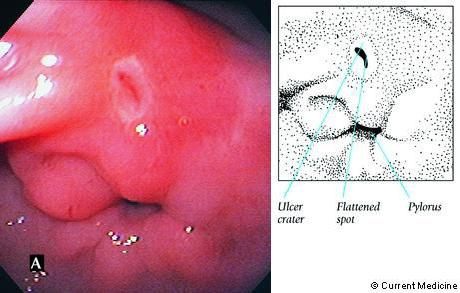 A
Ulcer crater
Flattened spot
Pylorus
© Current Medicine